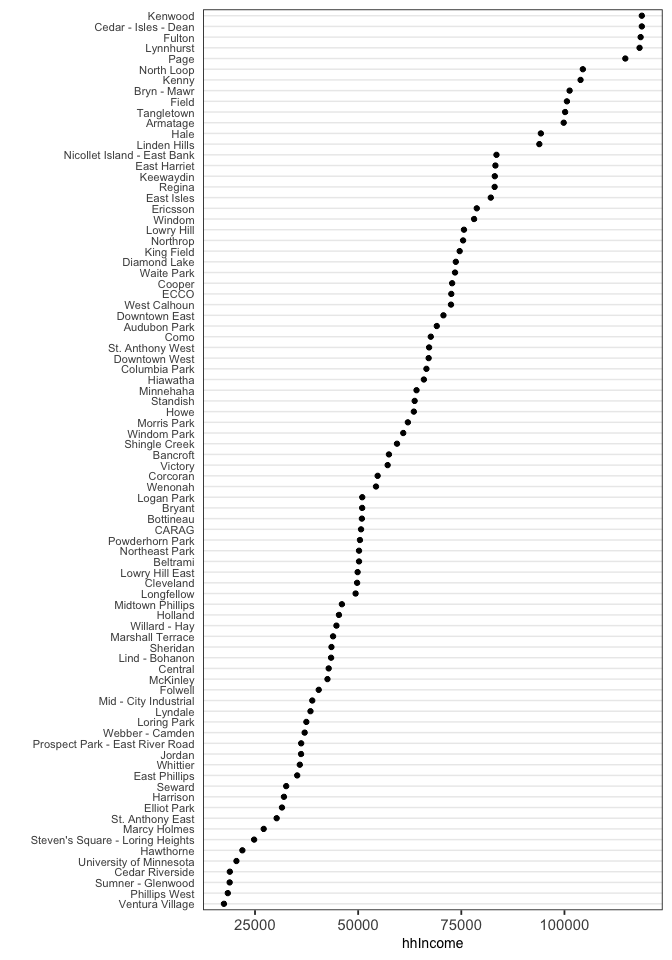 Kenwood
Cedar - Isles - Dean
Fulton
Lynnhurst
Page
North Loop
Kenny
Bryn - Mawr
Field
Tangletown
Armatage
Hale
Linden Hills
Nicollet Island - East Bank
East Harriet
Keewaydin
Regina
East Isles
Ericsson
Windom
Lowry Hill
Northrop
King Field
Diamond Lake
Waite Park
Cooper
ECCO
West Calhoun
Downtown East
Audubon Park
Como
St. Anthony West
Downtown West
Columbia Park
Hiawatha
Minnehaha
Standish
Howe
Morris Park
Windom Park
Shingle Creek
Bancroft
Victory
Corcoran
Wenonah
Logan Park
Bryant
Bottineau
CARAG
Powderhorn Park
Northeast Park
Beltrami
Lowry Hill East
Cleveland
Longfellow
Midtown Phillips
Holland
Willard - Hay
Marshall Terrace
Sheridan
Lind - Bohanon
Central
McKinley
Folwell
Mid - City Industrial
Lyndale
Loring Park
Webber - Camden
Prospect Park - East River Road
Jordan
Whittier
East Phillips
Seward
Harrison
Elliot Park
St. Anthony East
Marcy Holmes
Steven's Square - Loring Heights
Hawthorne
University of Minnesota
Cedar Riverside
Sumner - Glenwood
Phillips West
Ventura Village
25000 50000 75000 100000
hhIncome